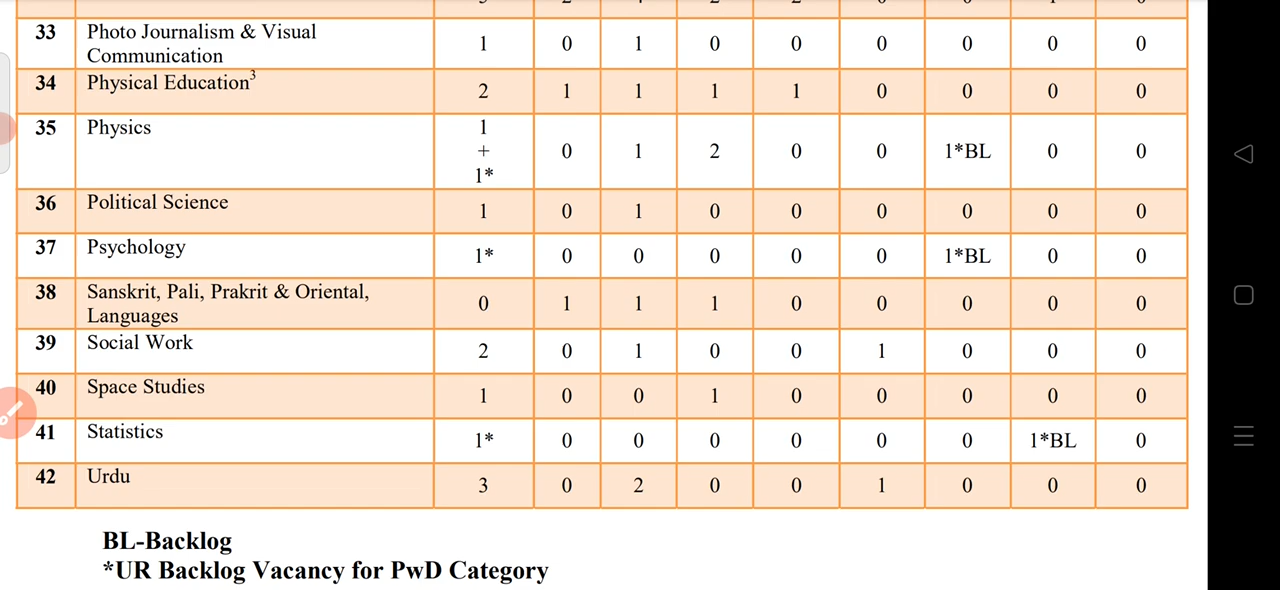 33 Photo Journalism & Visual Communication 1 0 1 0 0 0 0 0 0
34 Physical Education³ 2 1 1 1 1 0 0 0 0
35 Physics 1 + 1* 0 1 2 0 0 1*BL 0 0
36 Political Science 1 0 1 0 0 0 0 0 0
37 Psychology 1* 0 0 0 0 0 1*BL 0 0
38 Sanskrit, Pali, Prakrit & Oriental, Languages 0 1 1 1 0 0 0 0 0
39 Social Work 2 0 1 0 0 1 0 0 0
40 Space Studies 1 0 0 1 0 0 0 0 0
41 Statistics 1* 0 0 0 0 0 0 1*BL 0
42 Urdu 3 0 2 0 0 1 0 0 0
BL-Backlog
*UR Backlog Vacancy for PwD Category